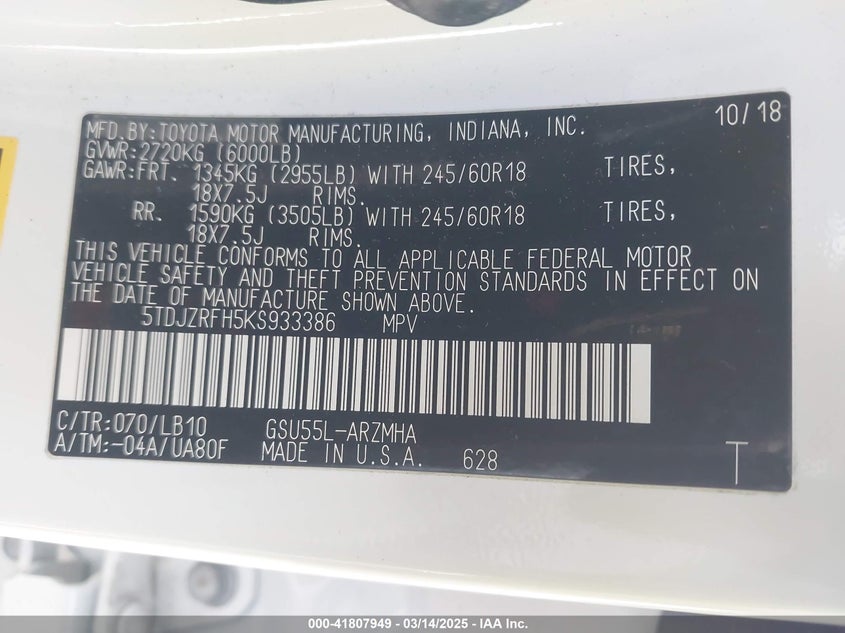 MFD.BY:TOYOTA MOTOR MANUFACTURING, INDIANA, INC. 10/18
GVWR:2720KG (6000LB)
GAWR:FRT. 1345KG (2955LB) WITH 245/60R18 TIRES,
18X7.5J RIMS.
RR. 1590KG (3505LB) WITH 245/60R18 TIRES,
18X7.5J RIMS.
THIS VEHICLE CONFORMS TO ALL APPLICABLE FEDERAL MOTOR
VEHICLE SAFETY AND THEFT PREVENTION STANDARDS IN EFFECT ON
THE DATE OF MANUFACTURE SHOWN ABOVE.
5TDJZRFH5KS933386 MPV
C/TR:070/LB10 GSU55L-ARZMHA
A/TM:-04A/UA80F MADE IN U.S.A. 628 T
000-41807949 — 03/14/2025 — IAA Inc.